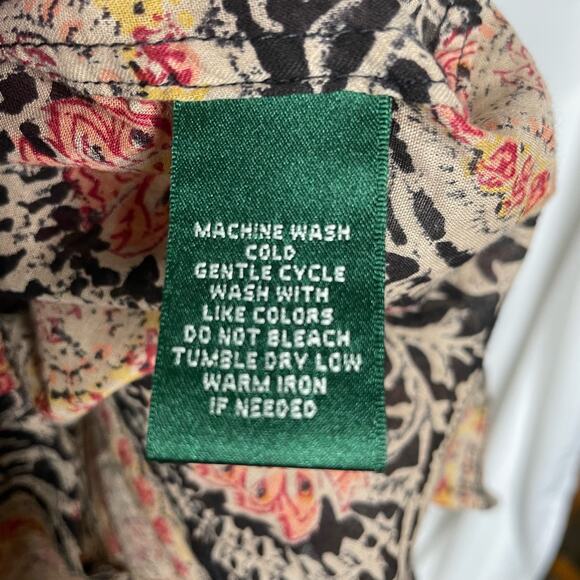 MACHINE WASH
COLD
GENTLE CYCLE
WASH WITH
LIKE COLORS
DO NOT BLEACH
TUMBLE DRY LOW
WARM IRON
IF NEEDED